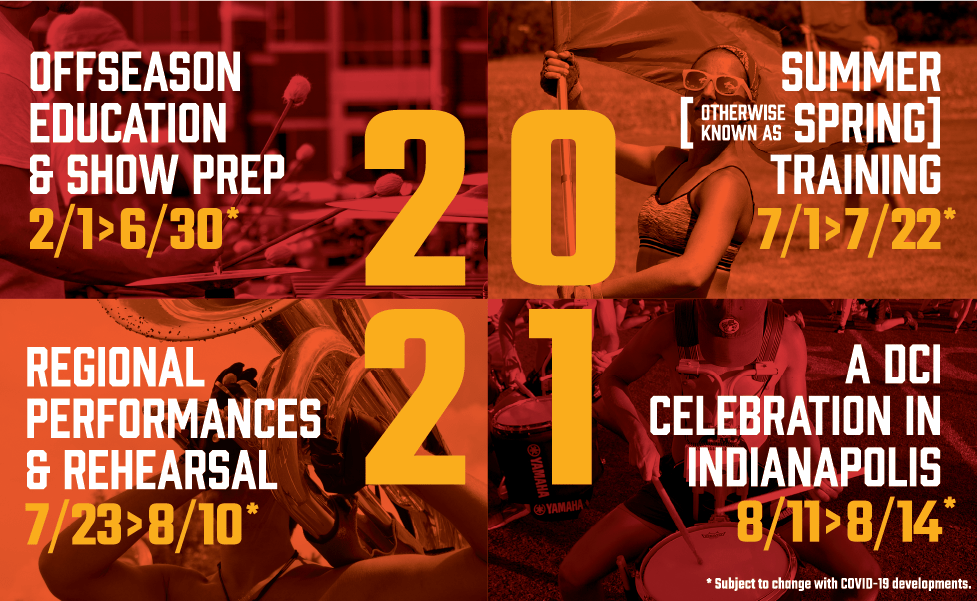 OFFSEASON
EDUCATION
& SHOW PREP
2/1>6/30*
SUMMER
[OTHERWISE
KNOWN AS SPRING]
TRAINING
7/1>7/22*
20
21
REGIONAL
PERFORMANCES
& REHEARSAL
7/23>8/10*
A DCI
CELEBRATION IN
INDIANAPOLIS
8/11>8/14*
YAMAHA
YAMAHA
* Subject to change with COVID-19 developments.